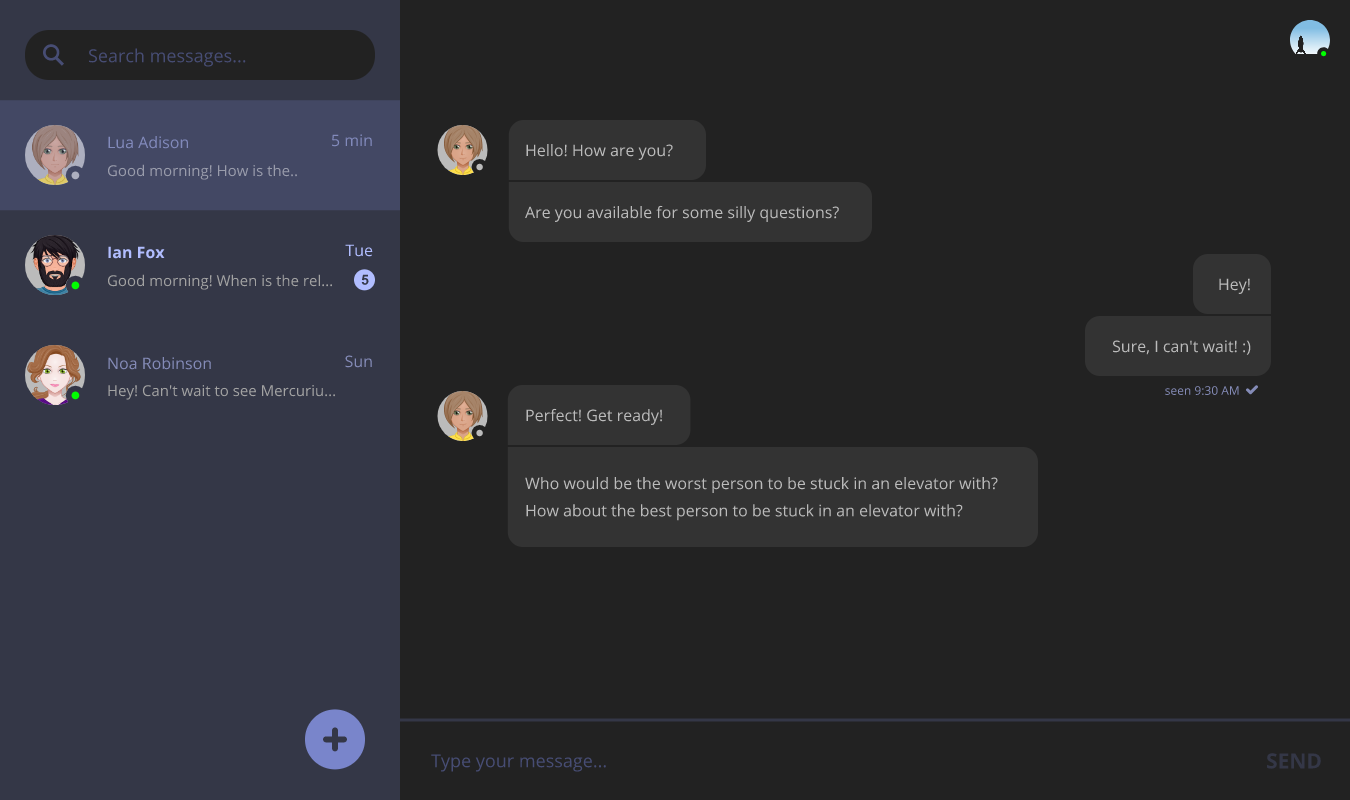 Search messages...
Lua Adison
5 min
Good morning! How is the..
Ian Fox
Tue
Good morning! When is the rel...
5
Noa Robinson
Sun
Hey! Can't wait to see Mercuriu...
Hello! How are you?
Are you available for some silly questions?
Hey!
Sure, I can't wait! :)
seen 9:30 AM
Perfect! Get ready!
Who would be the worst person to be stuck in an elevator with?
How about the best person to be stuck in an elevator with?
Type your message...
SEND